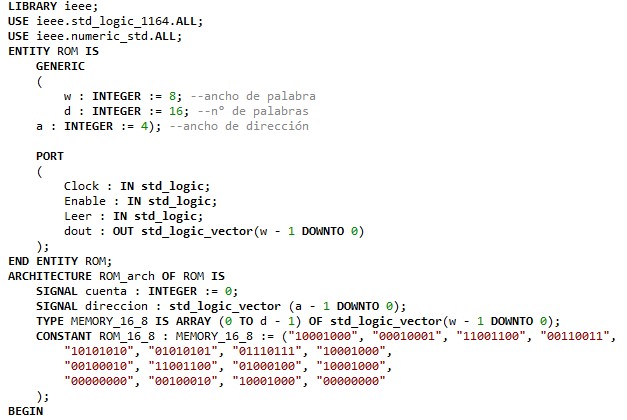 LIBRARY ieee;
USE ieee.std_logic_1164.ALL;
USE ieee.numeric_std.ALL;
ENTITY ROM IS
    GENERIC
    (
        w : INTEGER := 8; --ancho de palabra
        d : INTEGER := 16; --nº de palabras
    a : INTEGER := 4); --ancho de dirección

    PORT
    (
        Clock : IN std_logic;
        Enable : IN std_logic;
        Leer : IN std_logic;
        dout : OUT std_logic_vector(w - 1 DOWNTO 0)
    );
END ENTITY ROM;
ARCHITECTURE ROM_arch OF ROM IS
    SIGNAL cuenta : INTEGER := 0;
    SIGNAL direccion : std_logic_vector (a - 1 DOWNTO 0);
    TYPE MEMORY_16_8 IS ARRAY (0 TO d - 1) OF std_logic_vector(w - 1 DOWNTO 0);
    CONSTANT ROM_16_8 : MEMORY_16_8 := ("10001000", "00010001", "11001100", "00110011",
        "10101010", "01010101", "01110111", "10001000",
        "00100010", "11001100", "01000100", "10001000",
        "00000000", "00100010", "10001000", "00000000"
    );
BEGIN